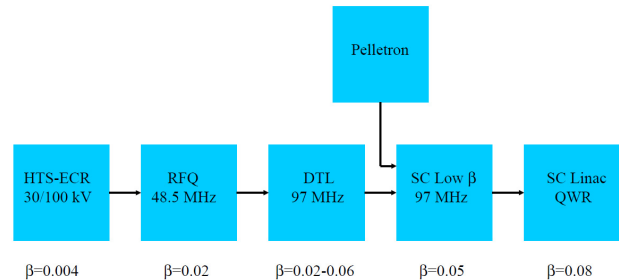 Pelletron
HTS-ECR
30/100 kV
RFQ
48.5 MHz
DTL
97 MHz
SC Low β
97 MHz
SC Linac
QWR
β=0.004
β=0.02
β=0.02-0.06
β=0.05
β=0.08